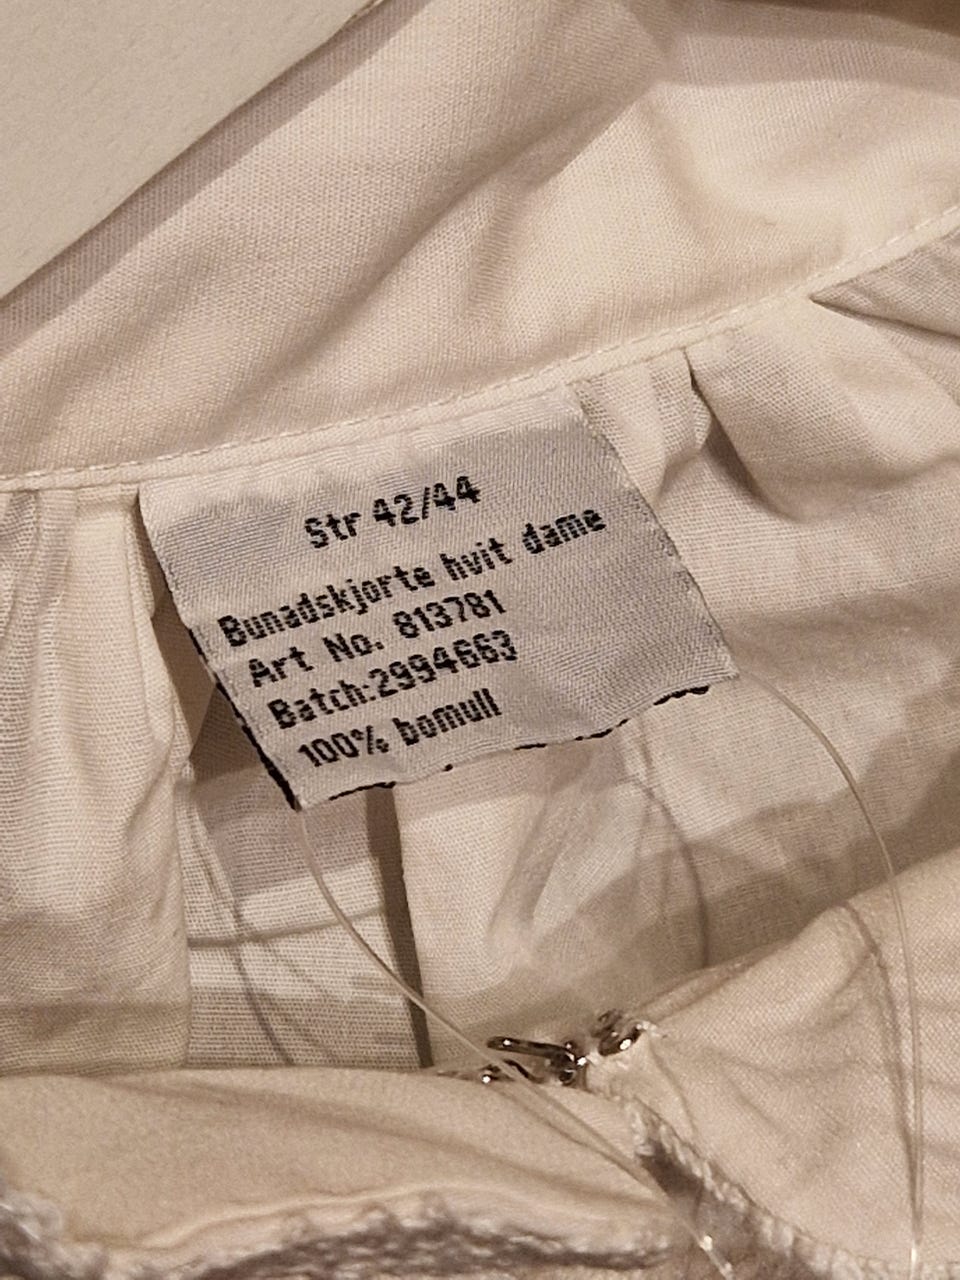 Str 42/44
Bunadskjorte hvit dame
Art No. 813781
Batch:2994663
100% bomull